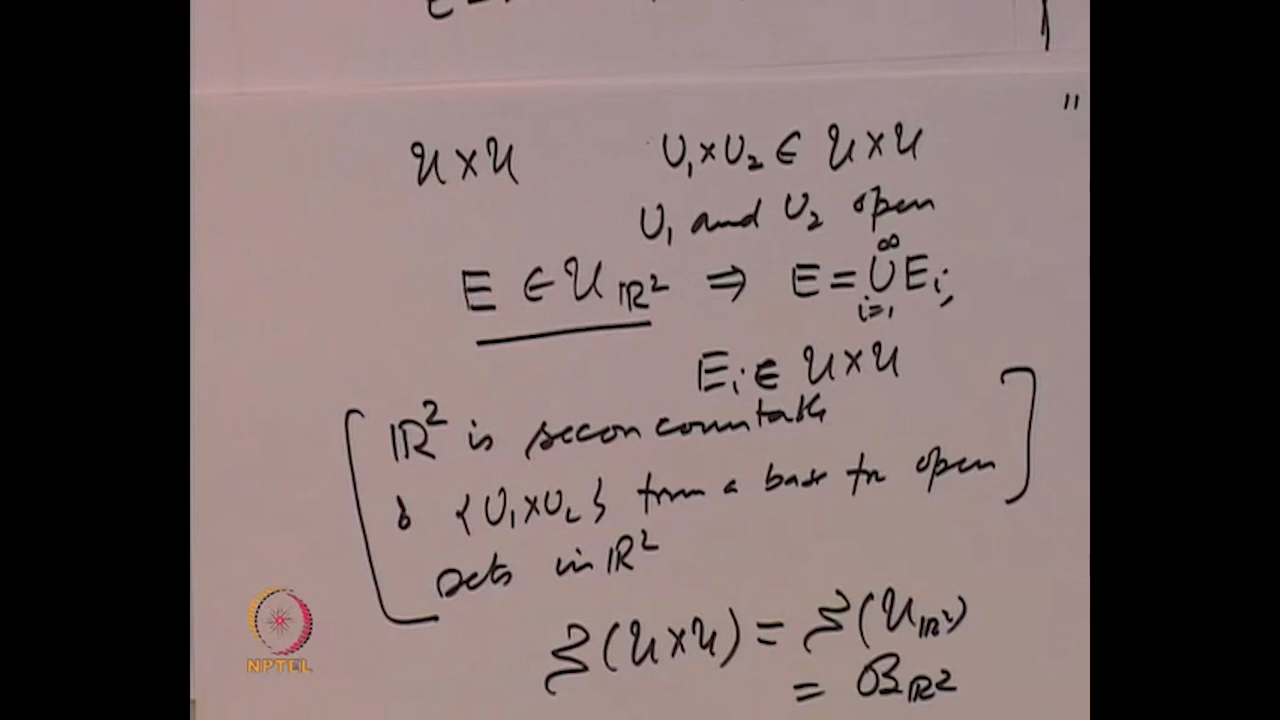 𝒰 × 𝒰 U₁ × U₂ ∈ 𝒰 × 𝒰
U₁ and U₂ open
E ∈ 𝒰_ℝ² ⇒ E = ⋃_{i=1}^∞ Eᵢ,
Eᵢ ∈ 𝒰 × 𝒰
[ℝ² is secon countable
& {U₁ × U₂} form a base for open]
sets in ℝ²
𝒮(𝒰 × 𝒰) = 𝒮(𝒰_ℝ²)
= ℬ_ℝ²
NPTEL